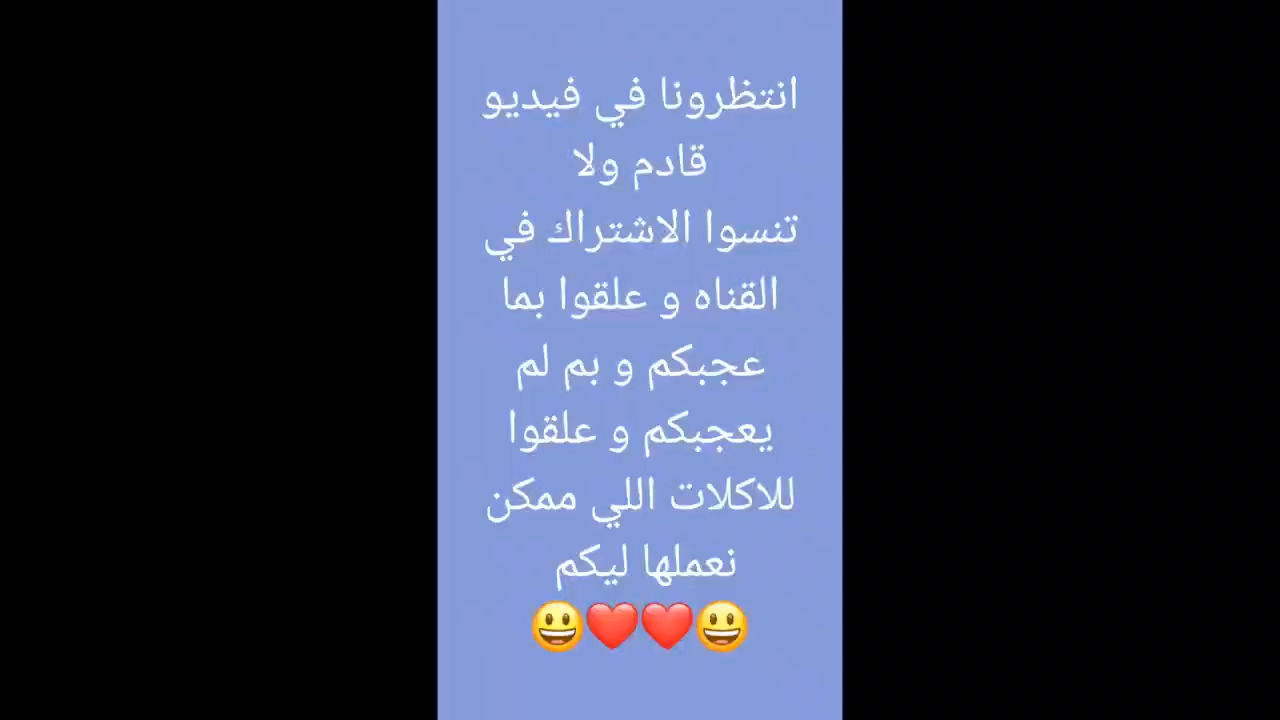 انتظرونا في فيديو
قادم ولا
تنسوا الاشتراك في
القناه و علقوا بما
عجبكم و بم لم
يعجبكم و علقوا
للاكلات اللي ممكن
نعملها ليكم
😃❤️❤️😃